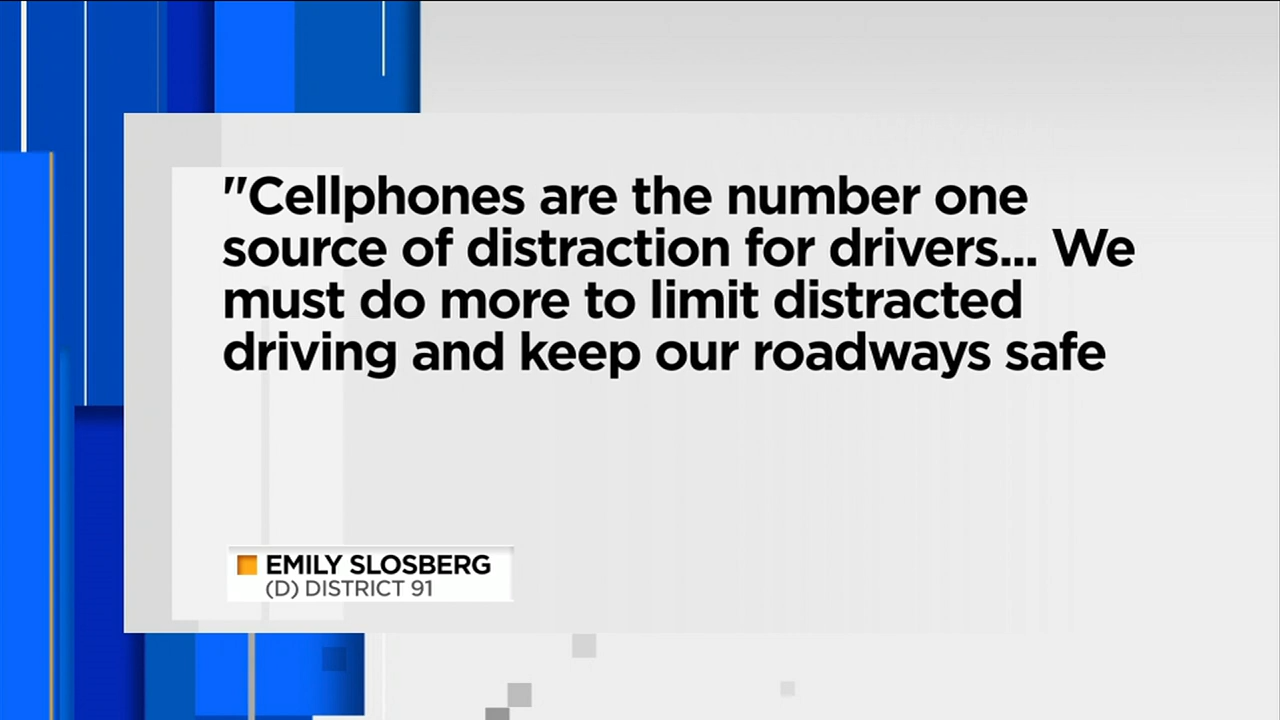 "Cellphones are the number one
source of distraction for drivers... We
must do more to limit distracted
driving and keep our roadways safe
EMILY SLOSBERG
(D) DISTRICT 91